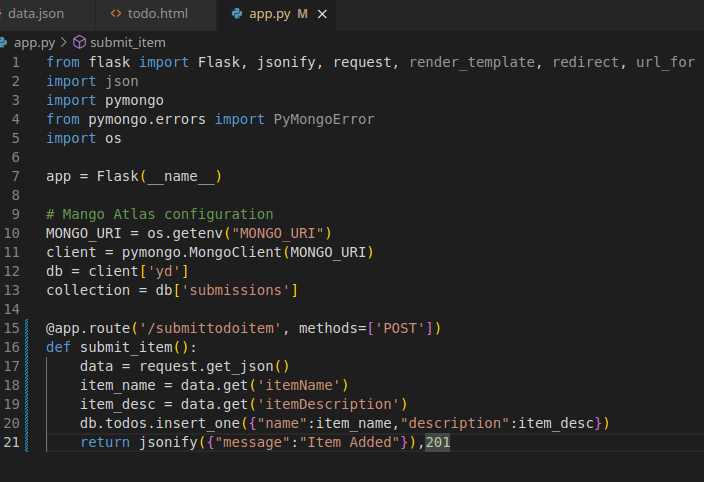 data.json <> todo.html app.py M ×
app.py > submit_item
1 from flask import Flask, jsonify, request, render_template, redirect, url_for
2 import json
3 import pymongo
4 from pymongo.errors import PyMongoError
5 import os
6
7 app = Flask(__name__)
8
9 # Mango Atlas configuration
10 MONGO_URI = os.getenv("MONGO_URI")
11 client = pymongo.MongoClient(MONGO_URI)
12 db = client['yd']
13 collection = db['submissions']
14
15 @app.route('/submittodoitem', methods=['POST'])
16 def submit_item():
17     data = request.get_json()
18     item_name = data.get('itemName')
19     item_desc = data.get('itemDescription')
20     db.todos.insert_one({"name":item_name,"description":item_desc})
21     return jsonify({"message":"Item Added"}),201